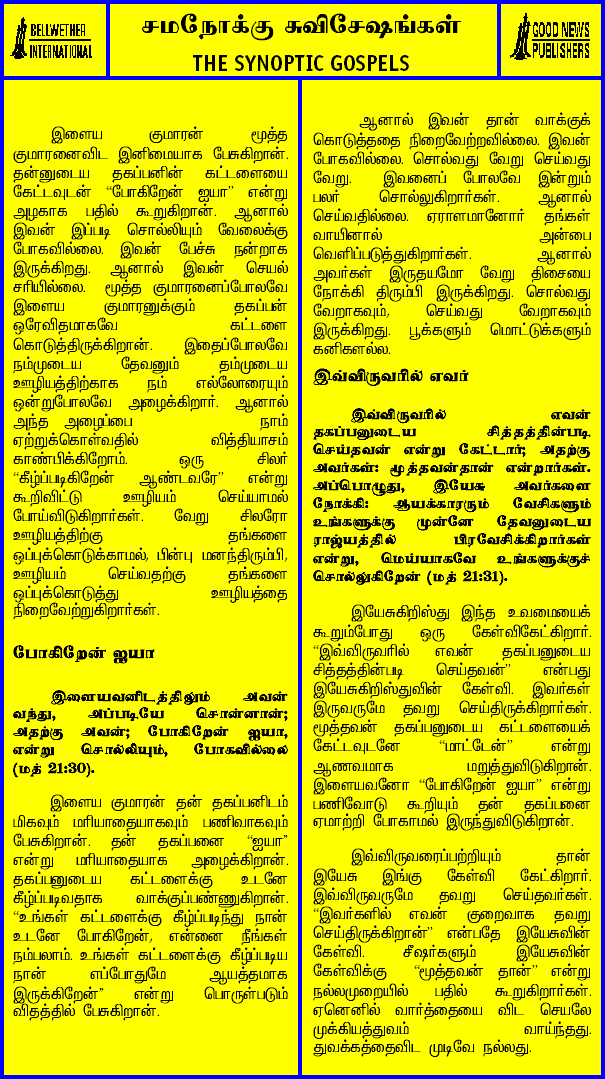 BELLWETHER
INTERNATIONAL
சமநோக்கு சுவிசேஷங்கள்
THE SYNOPTIC GOSPELS
GOOD NEWS
PUBLISHERS
இளைய குமாரன் மூத்த
குமாரனைவிட இனிமையாக பேசுகிறான்.
தன்னுடைய தகப்பனின் கட்டளையை
கேட்டவுடன் “போகிறேன் ஐயா” என்று
அழகாக பதில் கூறுகிறான். ஆனால்
இவன் இப்படி சொல்லியும் வேலைக்கு
போகவில்லை. இவன் பேச்சு நன்றாக
இருக்கிறது. ஆனால் இவன் செயல்
சரியில்லை. மூத்த குமாரனைப்போலவே
இளைய குமாரனுக்கும் தகப்பன்
ஒரேவிதமாகவே கட்டளை
கொடுத்திருக்கிறான். இதைப்போலவே
நம்முடைய தேவனும் தம்முடைய
ஊழியத்திற்காக நம் எல்லோரையும்
ஒன்றுபோலவே அழைக்கிறார். ஆனால்
அந்த அழைப்பை நாம்
ஏற்றுக்கொள்வதில் வித்தியாசம்
காண்பிக்கிறோம். ஒரு சிலர்
“கீழ்ப்படிகிறேன் ஆண்டவரே” என்று
கூறிவிட்டு ஊழியம் செய்யாமல்
போய்விடுகிறார்கள். வேறு சிலரோ
ஊழியத்திற்கு தங்களை
ஒப்புக்கொடுக்காமல், பின்பு மனந்திரும்பி,
ஊழியம் செய்வதற்கு தங்களை
ஒப்புக்கொடுத்து ஊழியத்தை
நிறைவேற்றுகிறார்கள்.
போகிறேன் ஐயா
இளையவனிடத்திலும் அவன்
வந்து, அப்படியே சொன்னான்;
அதற்கு அவன்; போகிறேன் ஐயா,
என்று சொல்லியும், போகவில்லை
(மத் 21:30).
இளைய குமாரன் தன் தகப்பனிடம்
மிகவும் மரியாதையாகவும் பணிவாகவும்
பேசுகிறான். தன் தகப்பனை “ஐயா”
என்று மரியாதையாக அழைக்கிறான்.
தகப்பனுடைய கட்டளைக்கு உடனே
கீழ்ப்படிவதாக வாக்குப்பண்ணுகிறான்.
“உங்கள் கட்டளைக்கு கீழ்ப்படிந்து நான்
உடனே போகிறேன், என்னை நீங்கள்
நம்பலாம். உங்கள் கட்டளைக்கு கீழ்ப்படிய
நான் எப்போதுமே ஆயத்தமாக
இருக்கிறேன்” என்று பொருள்படும்
விதத்தில் பேசுகிறான்.
ஆனால் இவன் தான் வாக்குக்
கொடுத்ததை நிறைவேற்றவில்லை. இவன்
போகவில்லை. சொல்வது வேறு செய்வது
வேறு. இவனைப் போலவே இன்றும்
பலர் சொல்லுகிறார்கள். ஆனால்
செய்வதில்லை. ஏராளமானோர் தங்கள்
வாயினால் அன்பை
வெளிப்படுத்துகிறார்கள். ஆனால்
அவர்கள் இருதயமோ வேறு திசையை
நோக்கி திரும்பி இருக்கிறது. சொல்வது
வேறாகவும், செய்வது வேறாகவும்
இருக்கிறது. பூக்களும் மொட்டுக்களும்
கனிகளல்ல.
இவ்விருவரில் எவர்
இவ்விருவரில் எவன்
தகப்பனுடைய சித்தத்தின்படி
செய்தவன் என்று கேட்டார்; அதற்கு
அவர்கள்: மூத்தவன்தான் என்றார்கள்.
அப்பொழுது, இயேசு அவர்களை
நோக்கி: ஆயக்காரரும் வேசிகளும்
உங்களுக்கு முன்னே தேவனுடைய
ராஜ்யத்தில் பிரவேசிக்கிறார்கள்
என்று, மெய்யாகவே உங்களுக்குச்
சொல்லுகிறேன் (மத் 21:31).
இயேசுகிறிஸ்து இந்த உவமையைக்
கூறும்போது ஒரு கேள்விகேட்கிறார்.
“இவ்விருவரில் எவன் தகப்பனுடைய
சித்தத்தின்படி செய்தவன்” என்பது
இயேசுகிறிஸ்துவின் கேள்வி. இவர்கள்
இருவருமே தவறு செய்திருக்கிறார்கள்.
மூத்தவன் தகப்பனுடைய கட்டளையைக்
கேட்டவுடனே “மாட்டேன்” என்று
ஆணவமாக மறுத்துவிடுகிறான்.
இளையவனோ “போகிறேன் ஐயா” என்று
பணிவோடு கூறியும் தன் தகப்பனை
ஏமாற்றி போகாமல் இருந்துவிடுகிறான்.
இவ்விருவரைப்பற்றியும் தான்
இயேசு இங்கு கேள்வி கேட்கிறார்.
இவ்விருவருமே தவறு செய்தவர்கள்.
“இவர்களில் எவன் குறைவாக தவறு
செய்திருக்கிறான்” என்பதே இயேசுவின்
கேள்வி. சீஷர்களும் இயேசுவின்
கேள்விக்கு “மூத்தவன் தான்” என்று
நல்லமுறையில் பதில் கூறுகிறார்கள்.
ஏனெனில் வார்த்தையை விட செயலே
முக்கியத்துவம் வாய்ந்தது.
துவக்கத்தைவிட முடிவே நல்லது.